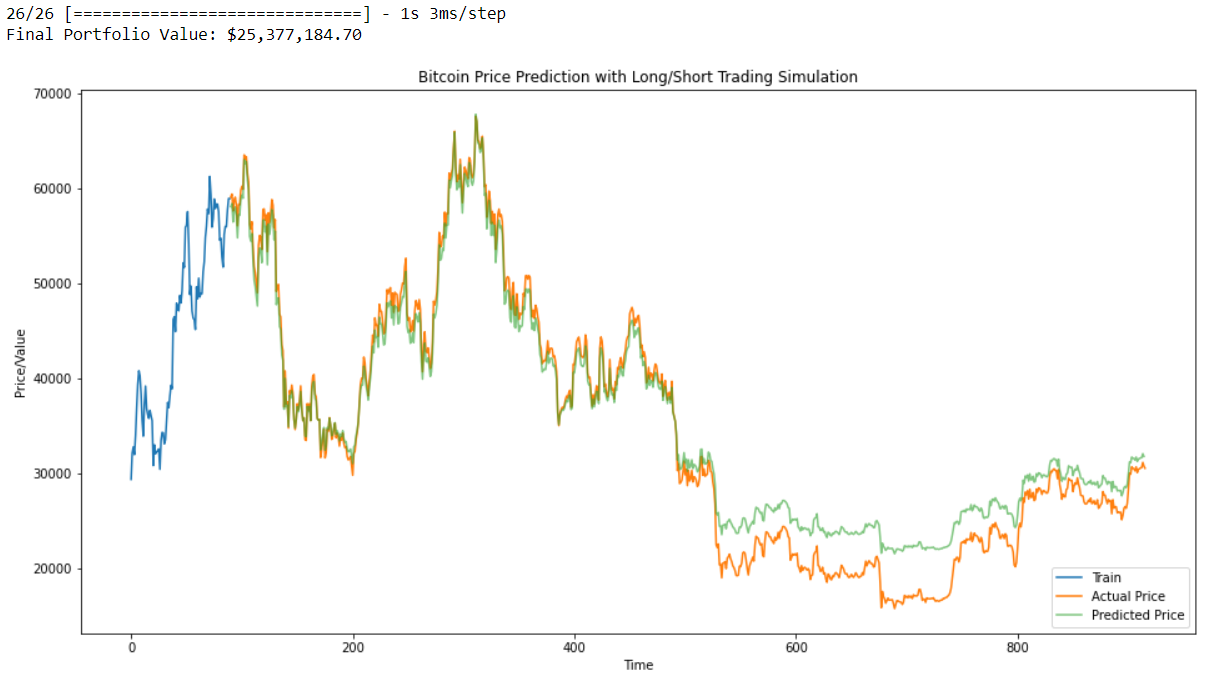 26/26 [==============================] - 1s 3ms/step
Final Portfolio Value: $25,377,184.70
Bitcoin Price Prediction with Long/Short Trading Simulation
70000
60000
50000
40000
30000
20000
Price/Value
0
200
400
600
800
Time
Train
Actual Price
Predicted Price